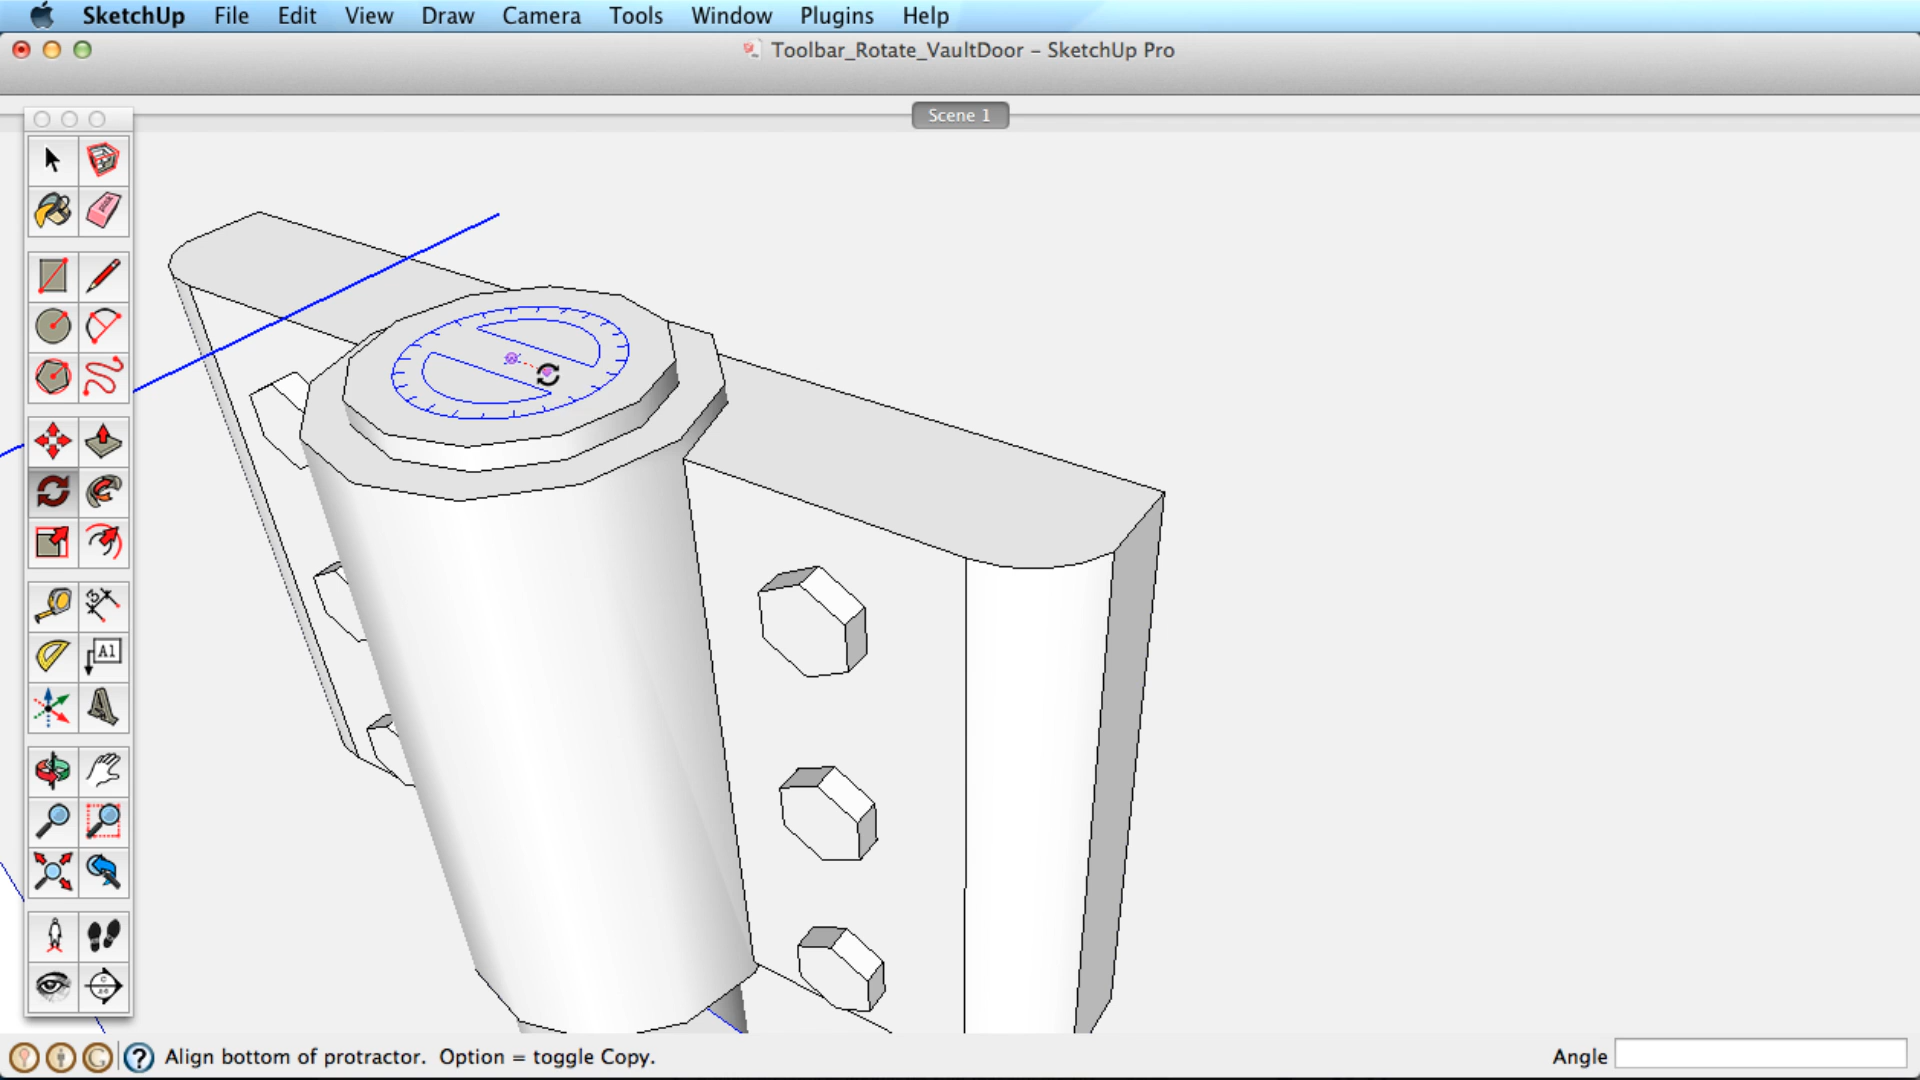 SketchUp File Edit View Draw Camera Tools Window Plugins Help
Toolbar_Rotate_VaultDoor – SketchUp Pro
Scene 1
A1
Align bottom of protractor. Option = toggle Copy.
Angle